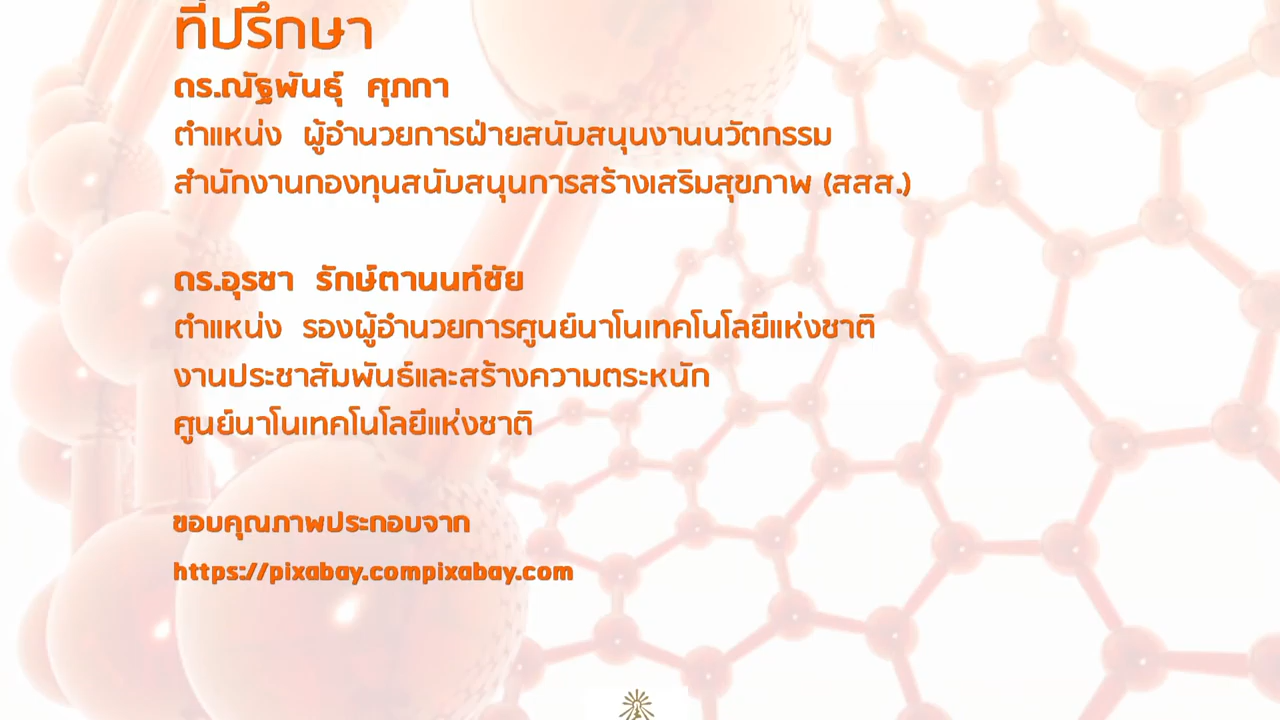 ที่ปรึกษา
ดร.ณัฐพันธุ์ ศุภกา
ตำแหน่ง ผู้อำนวยการฝ่ายสนับสนุนงานนวัตกรรม
สำนักงานกองทุนสนับสนุนการสร้างเสริมสุขภาพ (สสส.)
ดร.อุรชา รักษ์ตานนท์ชัย
ตำแหน่ง รองผู้อำนวยการศูนย์นาโนเทคโนโลยีแห่งชาติ
งานประชาสัมพันธ์และสร้างความตระหนัก
ศูนย์นาโนเทคโนโลยีแห่งชาติ
ขอบคุณภาพประกอบจาก
https://pixabay.compixabay.com